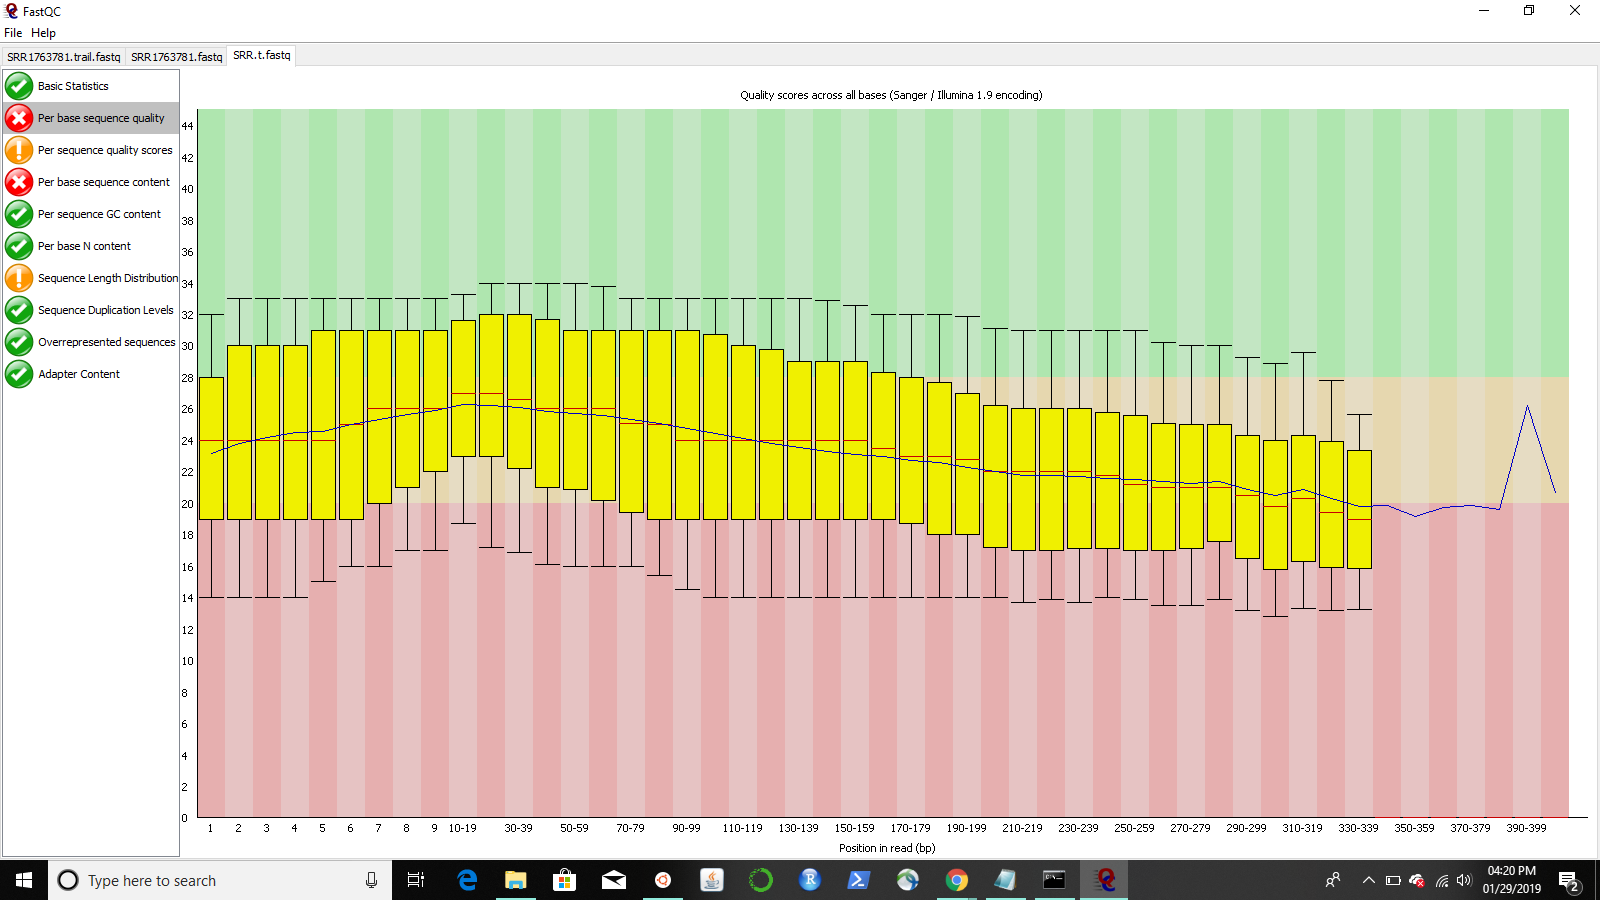 FastQC
File Help
SRR1763781.trail.fastq SRR1763781.fastq SRR.t.fastq
Basic Statistics
Per base sequence quality
Per sequence quality scores
Per base sequence content
Per sequence GC content
Per base N content
Sequence Length Distribution
Sequence Duplication Levels
Overrepresented sequences
Adapter Content
Quality scores across all bases (Sanger / Illumina 1.9 encoding)
44
42
40
38
36
34
32
30
28
26
24
22
20
18
16
14
12
10
8
6
4
2
0
1 2 3 4 5 6 7 8 9 10-19 30-39 50-59 70-79 90-99 110-119 130-139 150-159 170-179 190-199 210-219 230-239 250-259 270-279 290-299 310-319 330-339 350-359 370-379 390-399
Position in read (bp)
Type here to search
04:20 PM
01/29/2019
2